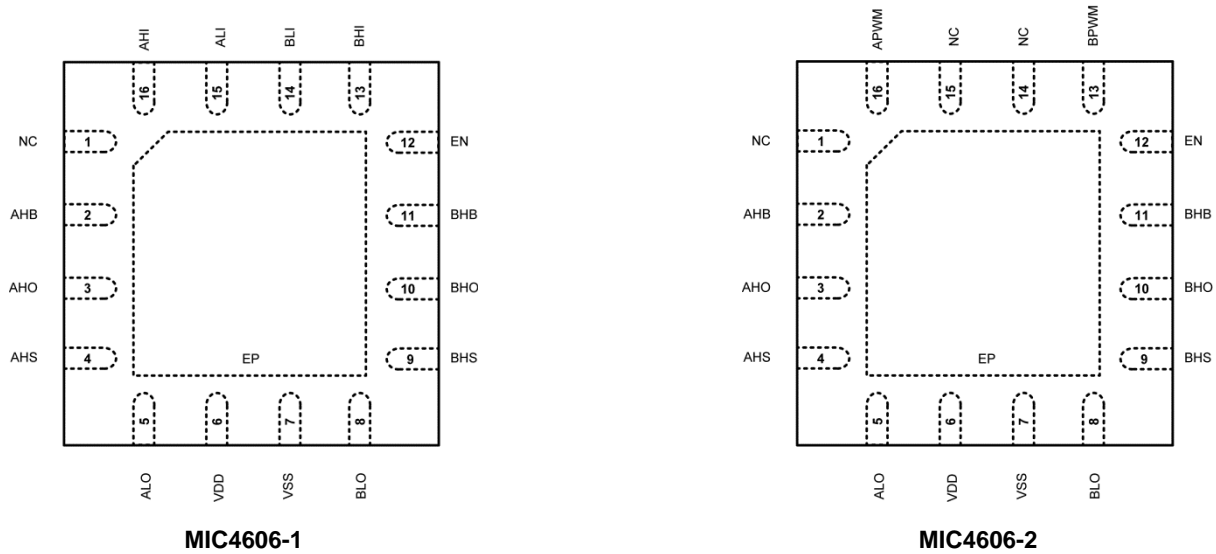 AHI
ALI
BLI
BHI
16
15
14
13
NC
1
12
EN
AHB
2
11
BHB
AHO
3
10
BHO
AHS
4
9
BHS
EP
5
6
7
8
ALO
VDD
VSS
BLO
MIC4606-1
APWM
NC
NC
BPWM
16
15
14
13
NC
1
12
EN
AHB
2
11
BHB
AHO
3
10
BHO
AHS
4
9
BHS
EP
5
6
7
8
ALO
VDD
VSS
BLO
MIC4606-2